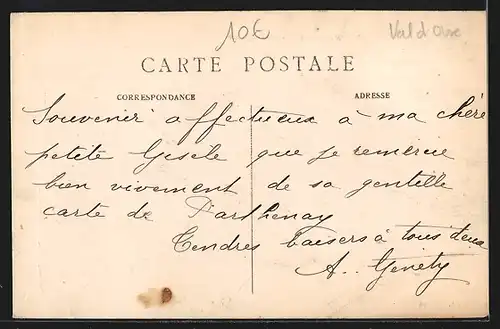 10€
Val d'Oise
CARTE POSTALE
CORRESPONDANCE
ADRESSE
Souvenir affectueux à ma chère
petite Gisèle que je remercie
bien vivement de sa gentille
carte de Parthenay
Tendres baisers à tous deux
A.